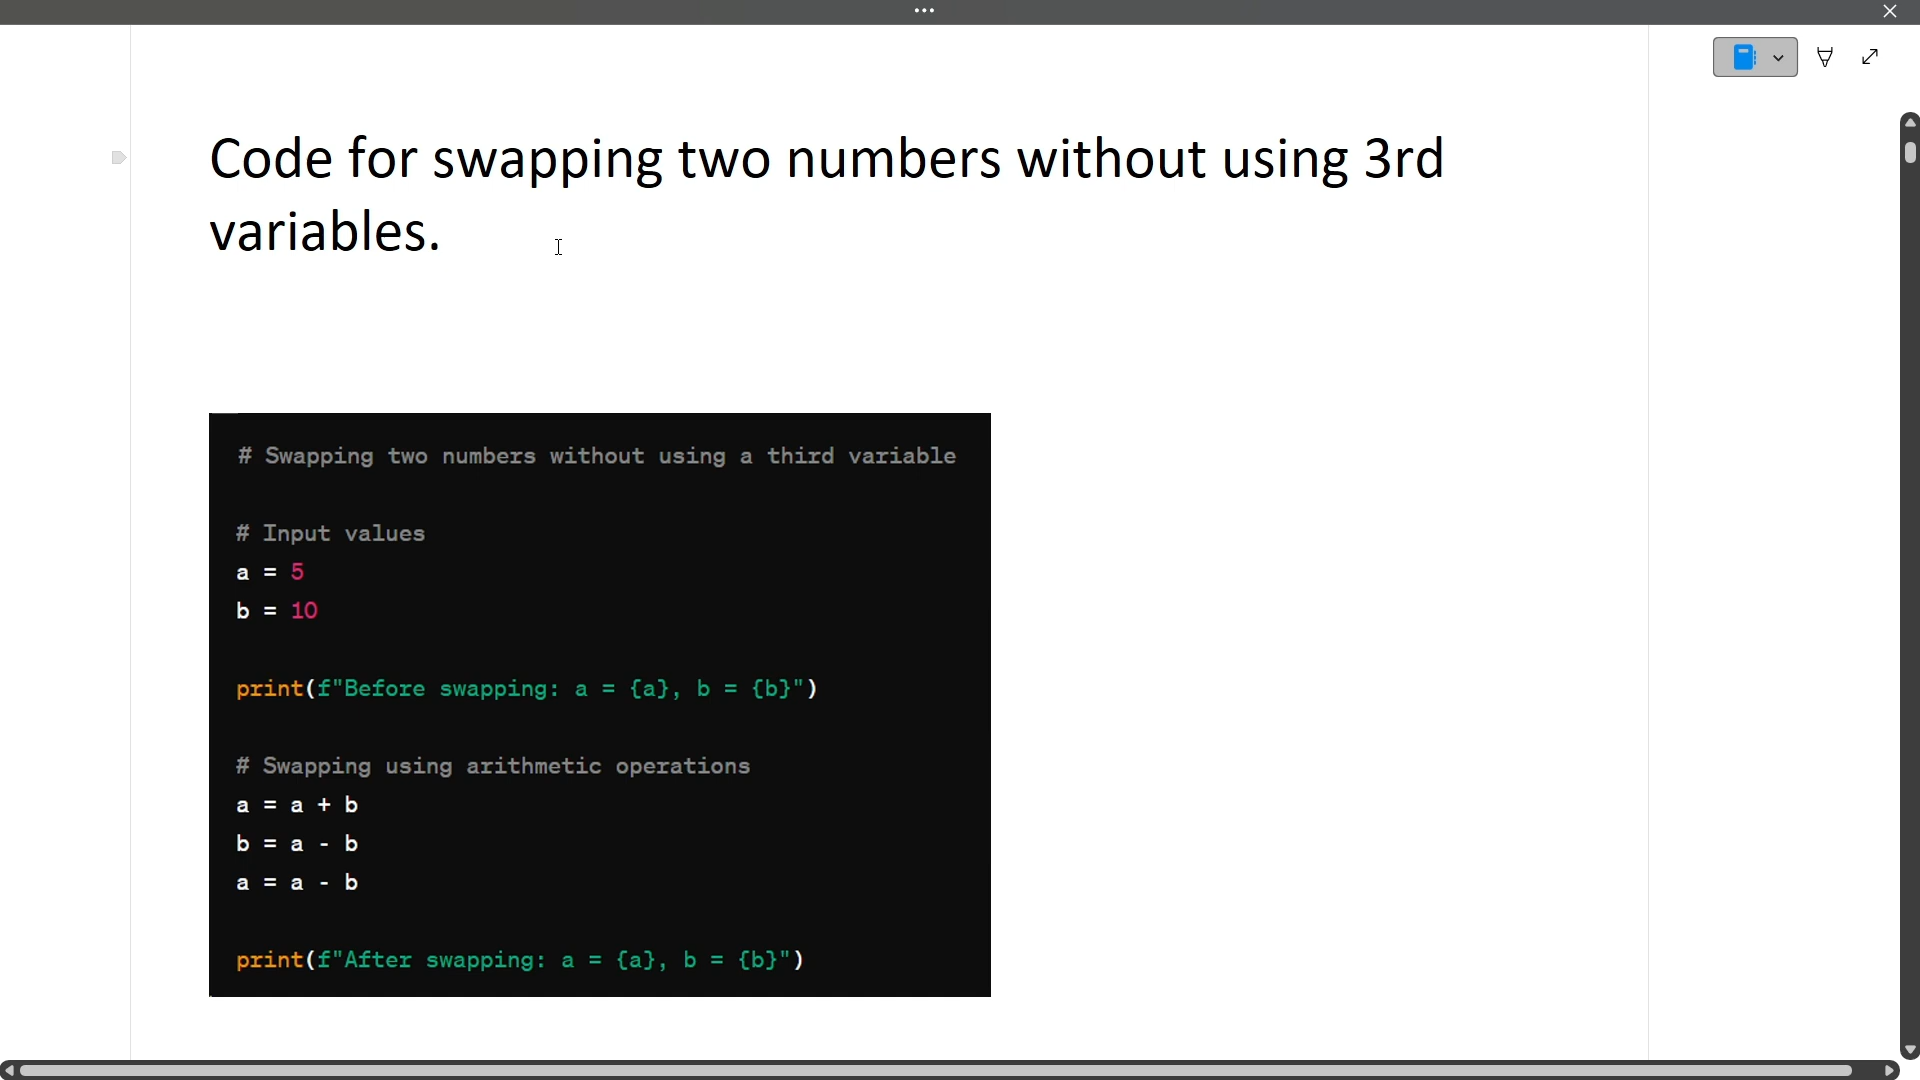 Code for swapping two numbers without using 3rd
variables.
# Swapping two numbers without using a third variable
# Input values
a = 5
b = 10
print(f"Before swapping: a = {a}, b = {b}")
# Swapping using arithmetic operations
a = a + b
b = a - b
a = a - b
print(f"After swapping: a = {a}, b = {b}")